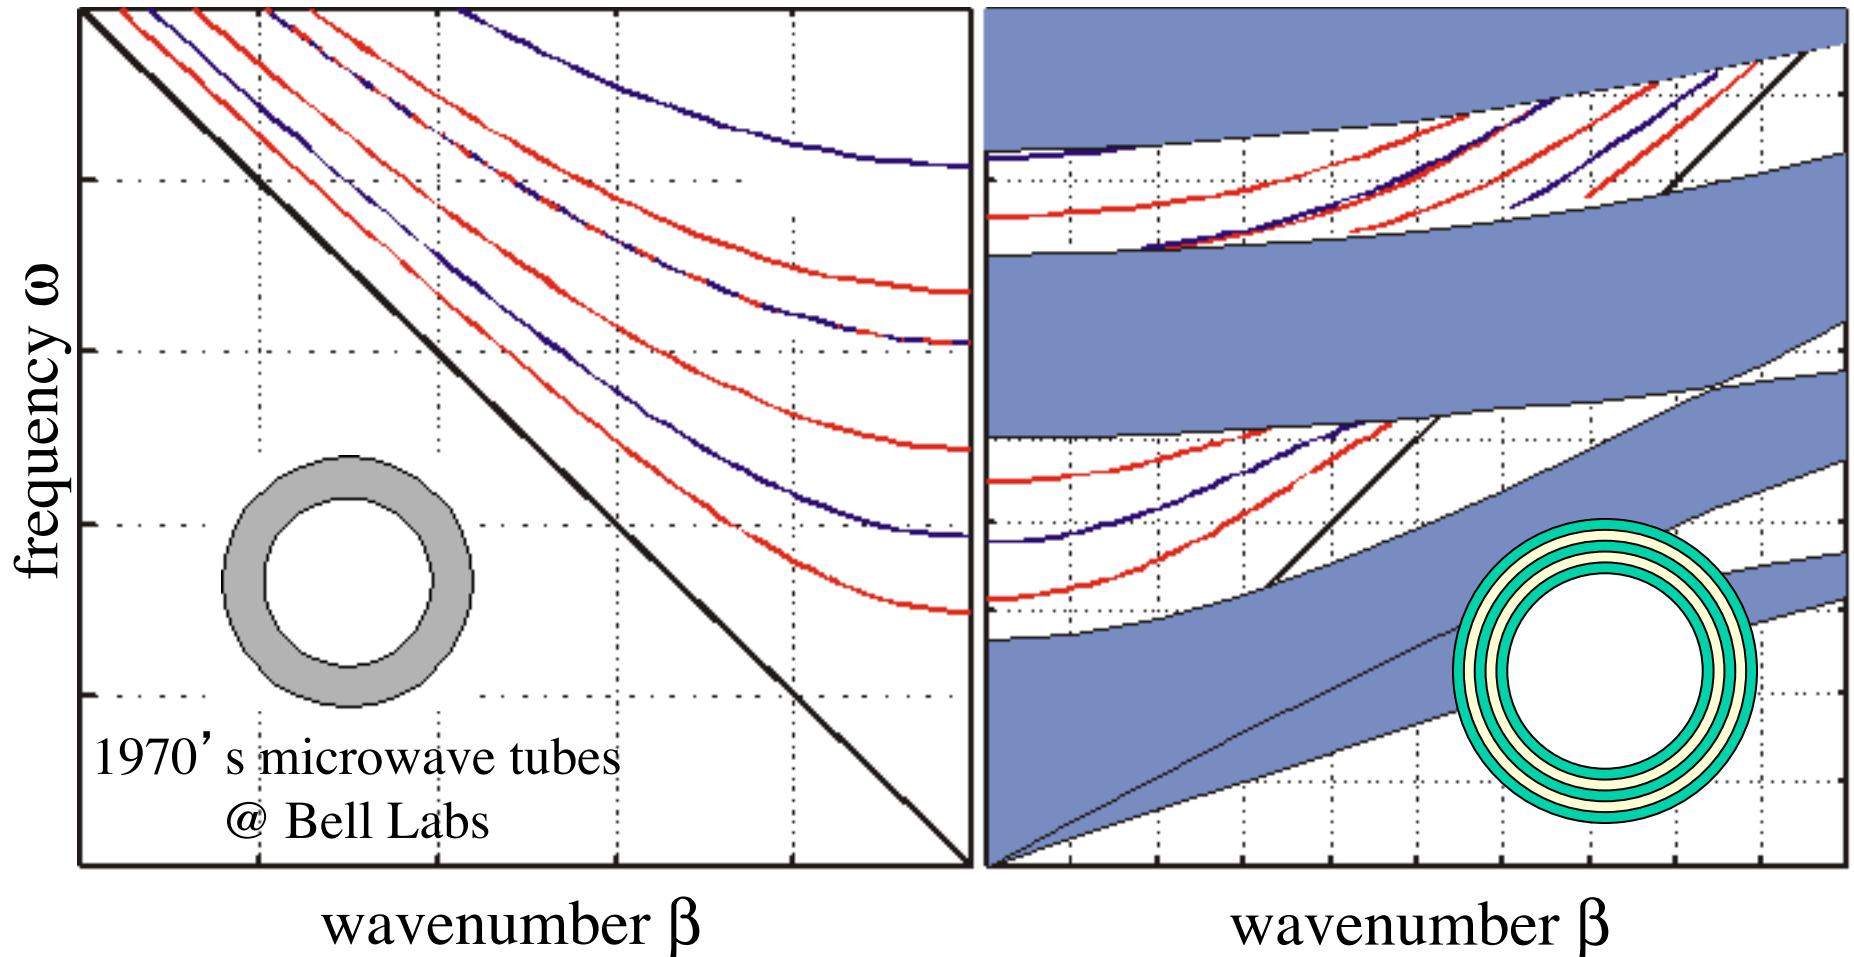 frequency ω
1970’s microwave tubes
@ Bell Labs
wavenumber β
wavenumber β